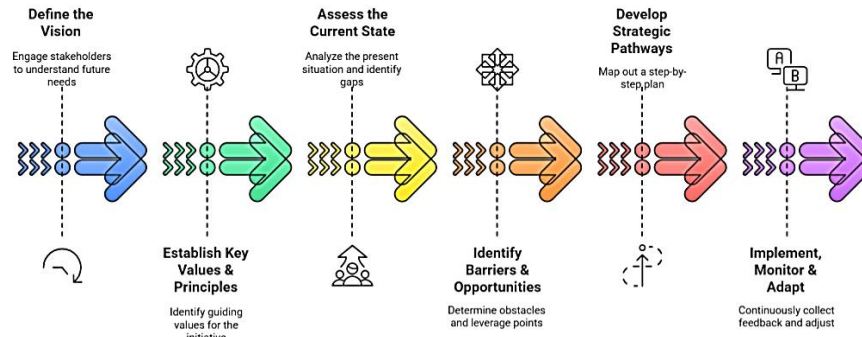 Define the
Vision
Engage stakeholders
to understand future
needs
Establish Key
Values &
Principles
Identify guiding
values for the
initiative
Assess the
Current State
Analyze the present
situation and identify
gaps
Identify
Barriers &
Opportunities
Determine obstacles
and leverage points
Develop
Strategic
Pathways
Map out a step-by-
step plan
A
B
Implement,
Monitor &
Adapt
Continuously collect
feedback and adjust